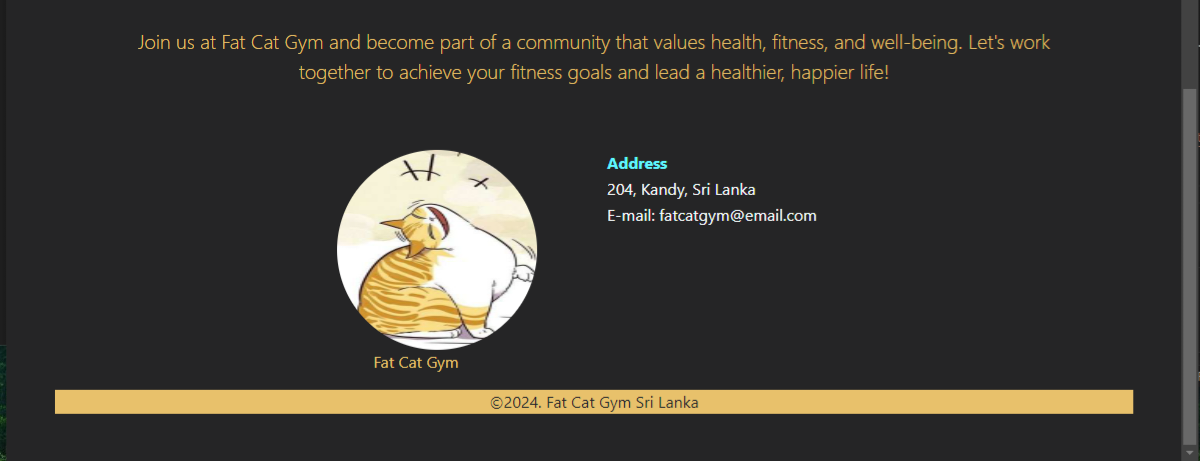 Join us at Fat Cat Gym and become part of a community that values health, fitness, and well-being. Let's work
together to achieve your fitness goals and lead a healthier, happier life!
Address
204, Kandy, Sri Lanka
E-mail: fatcatgym@email.com
Fat Cat Gym
©2024. Fat Cat Gym Sri Lanka